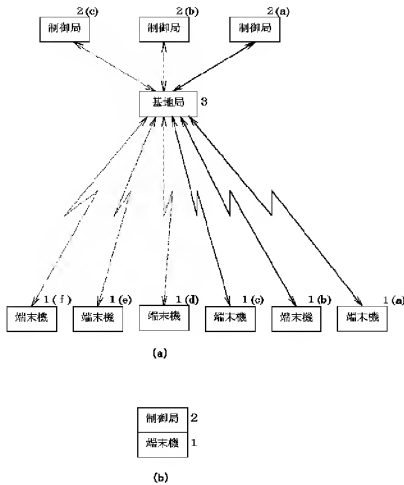 2(c) 2(b) 2(a)
制御局 制御局 制御局
基地局 3
1(f) 1(e) 1(d) 1(c) 1(b) 1(a)
端末機 端末機 端末機 端末機 端末機 端末機
(a)
制御局 2
端末機 1
(b)